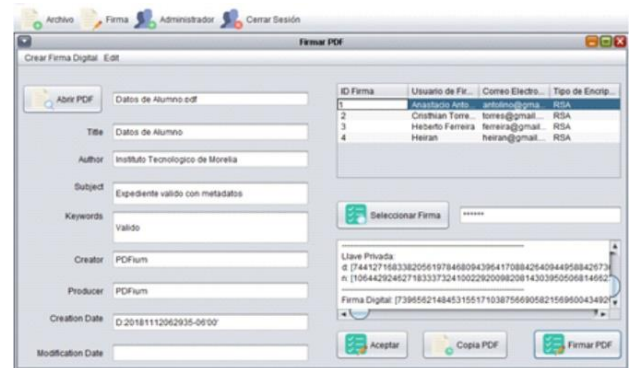 Archivo Firma Administrador Cerrar Sesión
Firmar PDF
Crear Firma Digital Edit
Abrir PDF Datos de Alumno.pdf
Title Datos de Alumno
Author Instituto Tecnologico de Morelia
Subject Expediente valido con metadatos
Keywords Valido
Creator PDFium
Producer PDFium
Creation Date D:20181112062935-06'00'
Modification Date
ID Firma Usuario de Fir... Correo Electro... Tipo de Encrip...
1 Anastacio Anto... antolino@gma... RSA
2 Cristhian Torre... torres@gmail.... RSA
3 Heberto Ferreira ferreira@gmail... RSA
4 Heiran heiran@gmail... RSA
Seleccionar Firma ******
Llave Privada:
d:
n:
Firma Digital:
Aceptar Copia PDF Firmar PDF